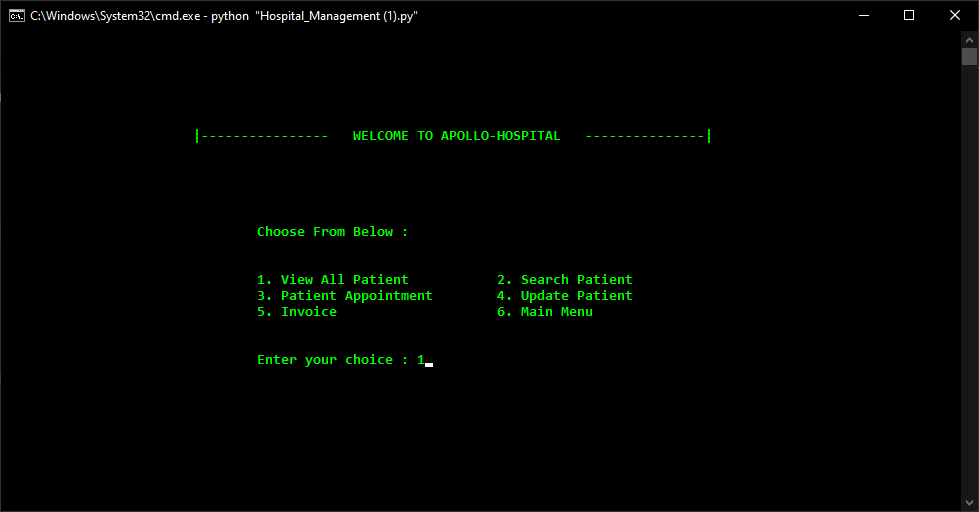 C:\Windows\System32\cmd.exe - python "Hospital_Management (1).py"
|---------------- WELCOME TO APOLLO-HOSPITAL ---------------|
Choose From Below :
1. View All Patient 2. Search Patient
3. Patient Appointment 4. Update Patient
5. Invoice 6. Main Menu
Enter your choice : 1